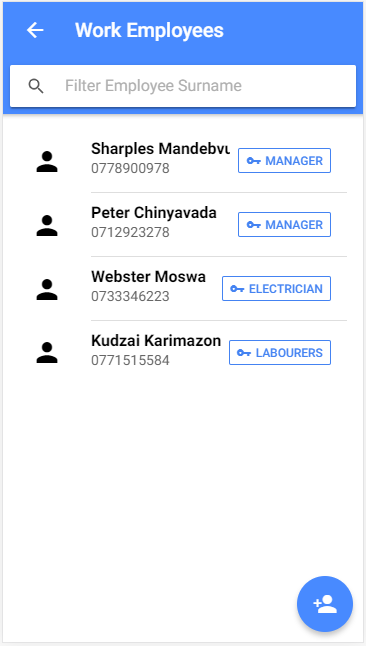 Work Employees
Filter Employee Surname
Sharples Mandebvu
0778900978
MANAGER
Peter Chinyavada
0712923278
MANAGER
Webster Moswa
0733346223
ELECTRICIAN
Kudzai Karimazon
0771515584
LABOURERS